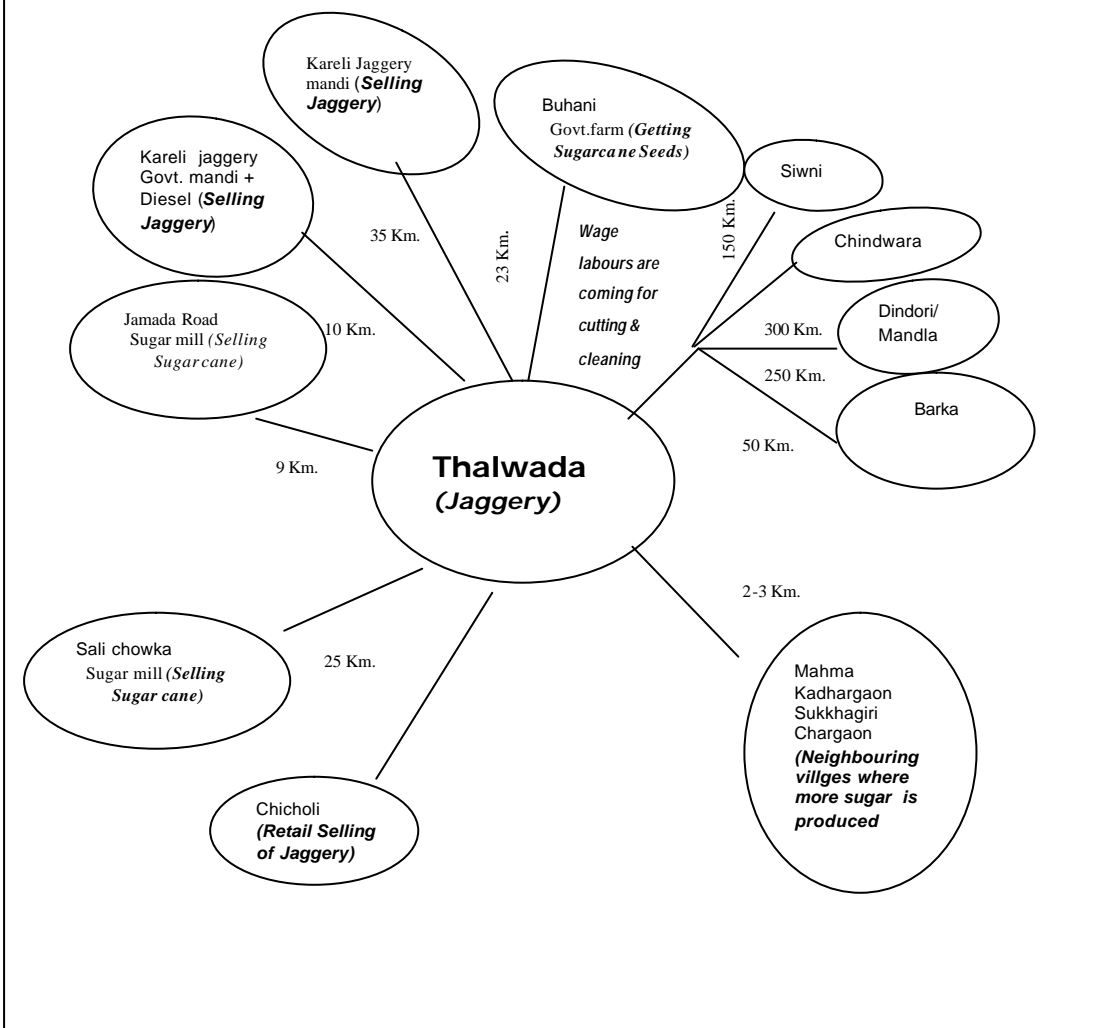 Kareli Jaggery
mandi (Selling
Jaggery)
Buhani
Govt.farm (Getting
Sugarcane Seeds)
Siwni
Kareli jaggery
Govt. mandi +
Diesel (Selling
Jaggery)
35 Km.
23 Km.
Wage
labours are
coming for
cutting &
cleaning
150 Km.
Chindwara
Jamada Road
Sugar mill (Selling
Sugarcane)
10 Km.
300 Km.
Dindori/
Mandla
250 Km.
Barka
9 Km.
50 Km.
Thalwada
(Jaggery)
2-3 Km.
Sali chowka
Sugar mill (Selling
Sugar cane)
25 Km.
Mahma
Kadhargaon
Sukkhagiri
Chargaon
(Neighbouring
villges where
more sugar is
produced
Chicholi
(Retail Selling
of Jaggery)